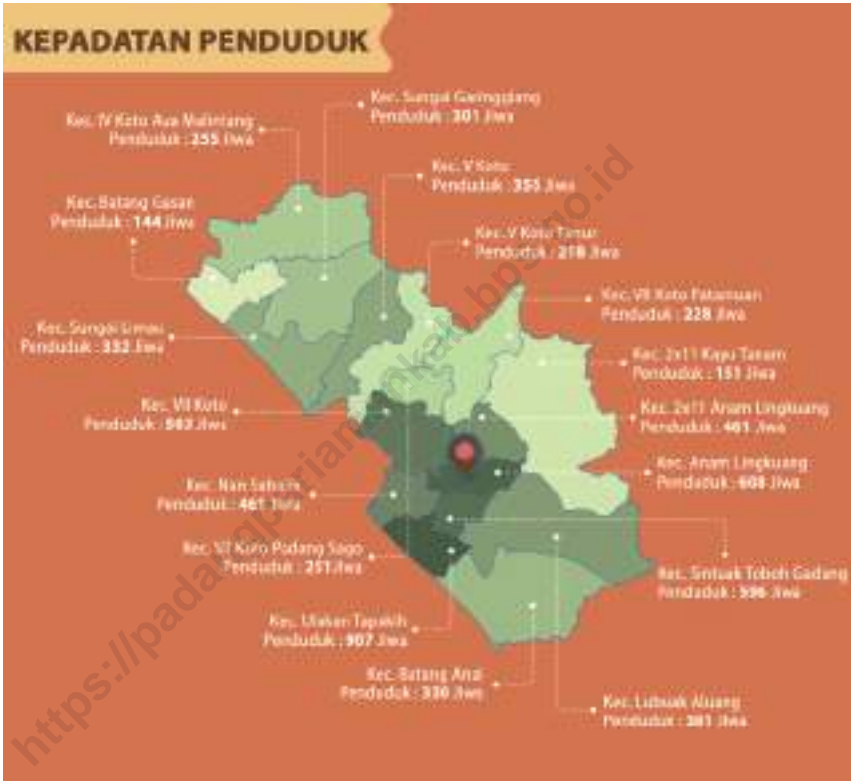 KEPADATAN PENDUDUK
Kec. Sungai Garinggiang
Penduduk : 301 Jiwa
Kec. IV Koto Aua Malintang
Penduduk : 255 Jiwa
Kec. V Koto
Penduduk : 355 Jiwa
Kec. Batang Gasan
Penduduk : 144 Jiwa
Kec. V Koto Timur
Penduduk : 218 Jiwa
Kec. VII Koto Patamuan
Penduduk : 228 Jiwa
Kec. Sungai Limau
Penduduk : 332 Jiwa
Kec. 2x11 Kayu Tanam
Penduduk : 151 Jiwa
Kec. VII Koto
Penduduk : 563 Jiwa
Kec. 2x11 Anam Lingkuang
Penduduk : 461 Jiwa
Kec. Anam Lingkuang
Penduduk : 608 Jiwa
Kec. Nan Sabaris
Penduduk : 461 Jiwa
Kec. VII Koto Padang Sago
Penduduk : 251 Jiwa
Kec. Sintuak Toboh Gadang
Penduduk : 596 Jiwa
Kec. Ulakan Tapakih
Penduduk : 907 Jiwa
Kec. Batang Anai
Penduduk : 330 Jiwa
Kec. Lubuak Aluang
Penduduk : 381 Jiwa
https://padangpariamankab.bps.go.id